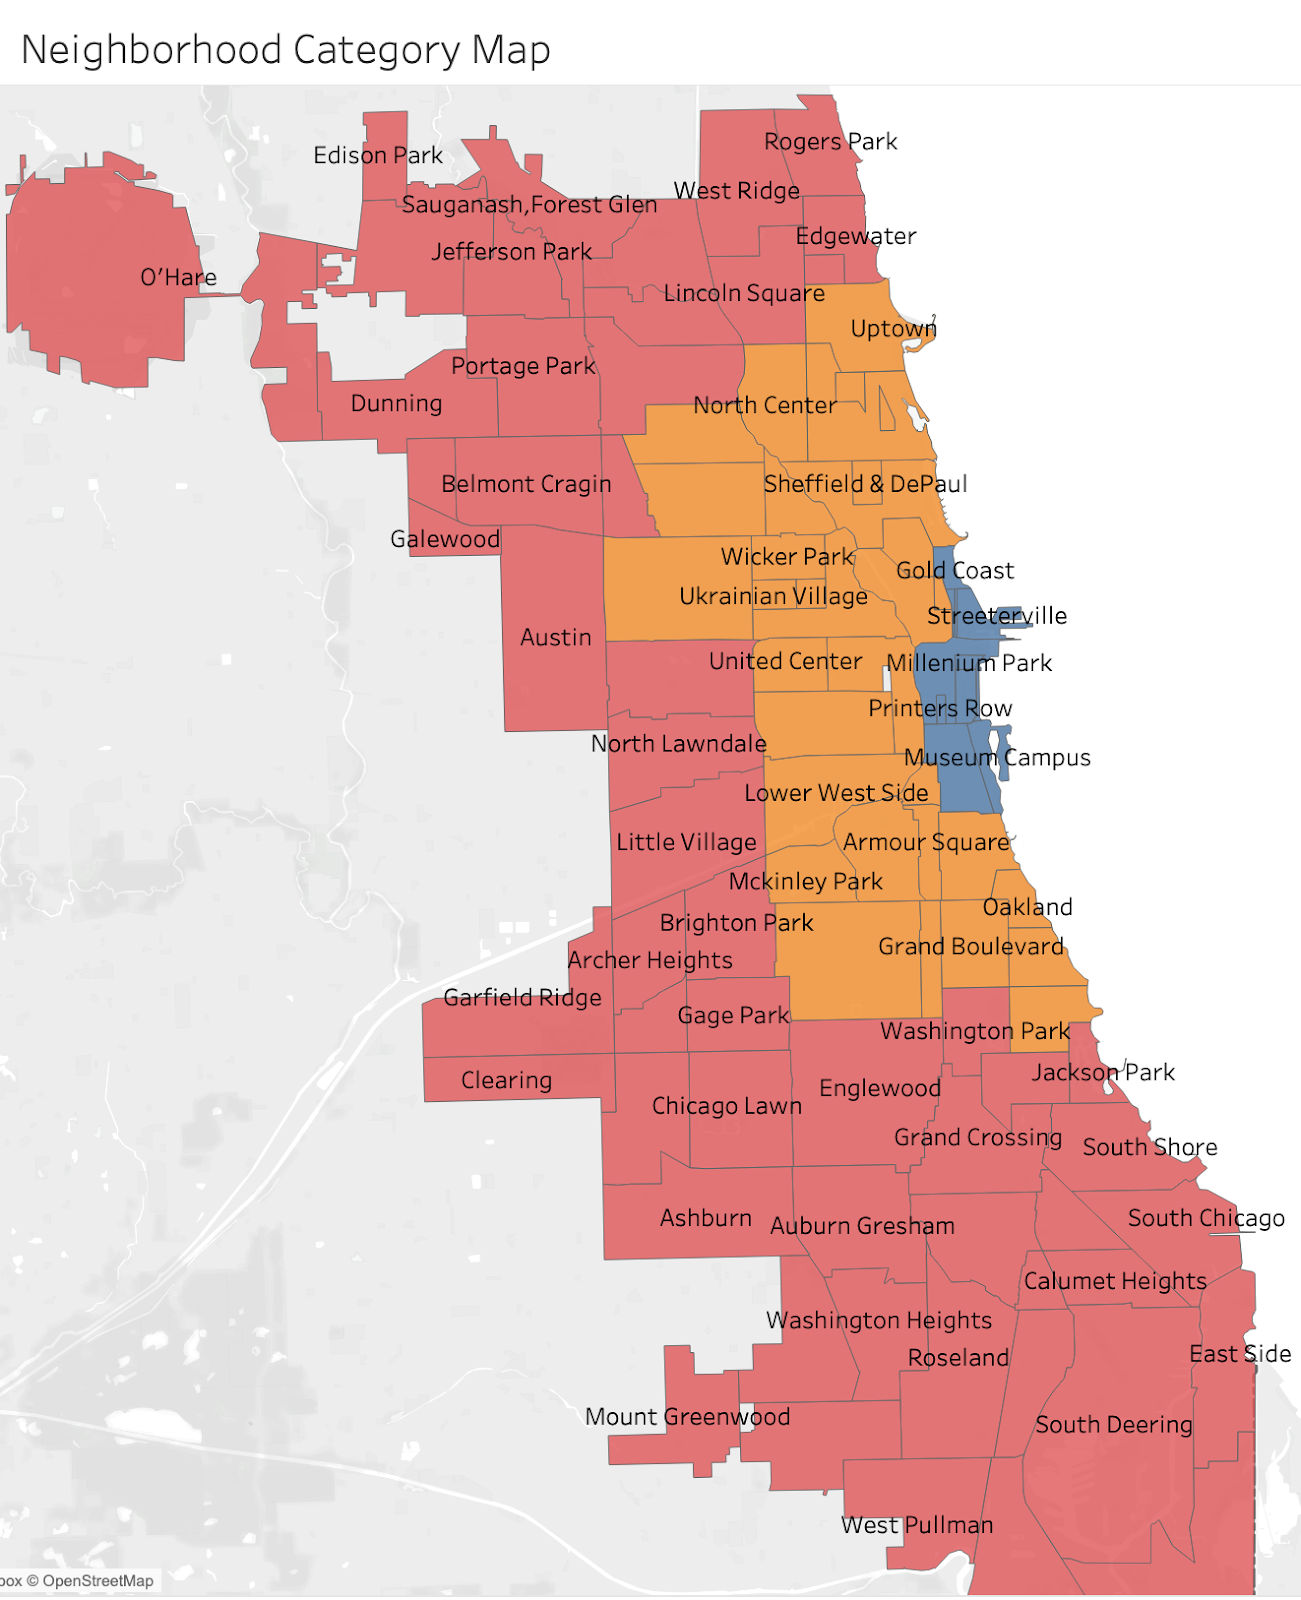 Neighborhood Category Map
Rogers Park
Edison Park
West Ridge
Sauganash,Forest Glen
Edgewater
Jefferson Park
O'Hare
Lincoln Square
Uptown
Portage Park
Dunning
North Center
Belmont Cragin
Sheffield & DePaul
Galewood
Wicker Park
Gold Coast
Ukrainian Village
Streeterville
Austin
United Center
Millenium Park
Printers Row
North Lawndale
Museum Campus
Lower West Side
Little Village
Armour Square
Mckinley Park
Oakland
Brighton Park
Grand Boulevard
Archer Heights
Garfield Ridge
Gage Park
Washington Park
Jackson Park
Clearing
Englewood
Chicago Lawn
Grand Crossing
South Shore
Ashburn
Auburn Gresham
South Chicago
Calumet Heights
Washington Heights
East Side
Roseland
Mount Greenwood
South Deering
West Pullman
© OpenStreetMap